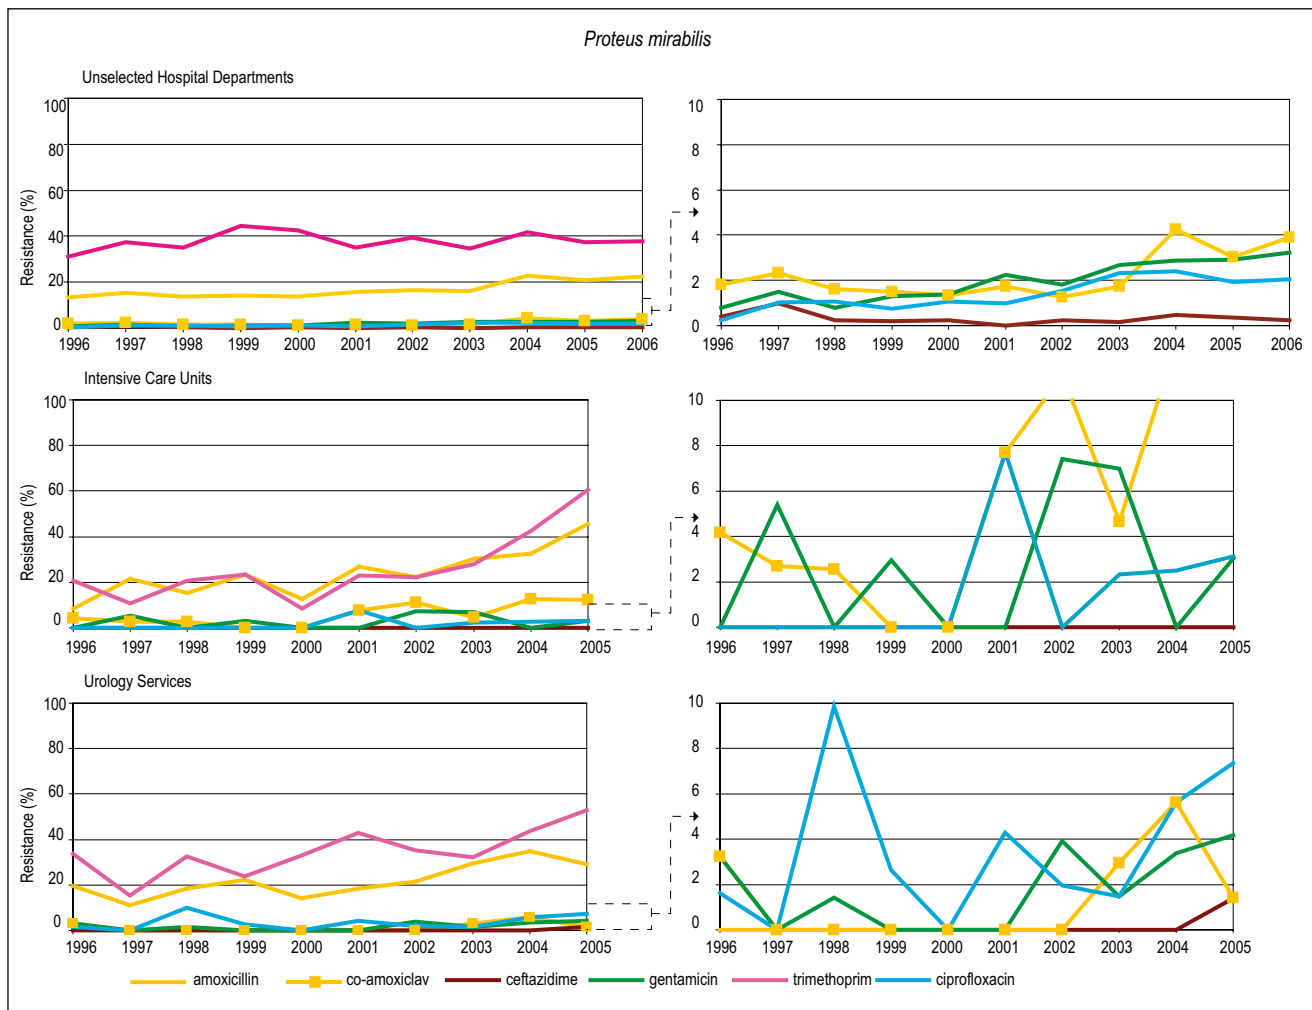 Proteus mirabilis
Unselected Hospital Departments
Resistance (%)
100
80
60
40
20
0
1996 1997 1998 1999 2000 2001 2002 2003 2004 2005 2006
10
8
6
4
2
0
1996 1997 1998 1999 2000 2001 2002 2003 2004 2005 2006
Intensive Care Units
Resistance (%)
100
80
60
40
20
0
1996 1997 1998 1999 2000 2001 2002 2003 2004 2005
10
8
6
4
2
0
1996 1997 1998 1999 2000 2001 2002 2003 2004 2005
Urology Services
Resistance (%)
100
80
60
40
20
0
1996 1997 1998 1999 2000 2001 2002 2003 2004 2005
10
8
6
4
2
0
1996 1997 1998 1999 2000 2001 2002 2003 2004 2005
amoxicillin co-amoxiclav ceftazidime gentamicin trimethoprim ciprofloxacin